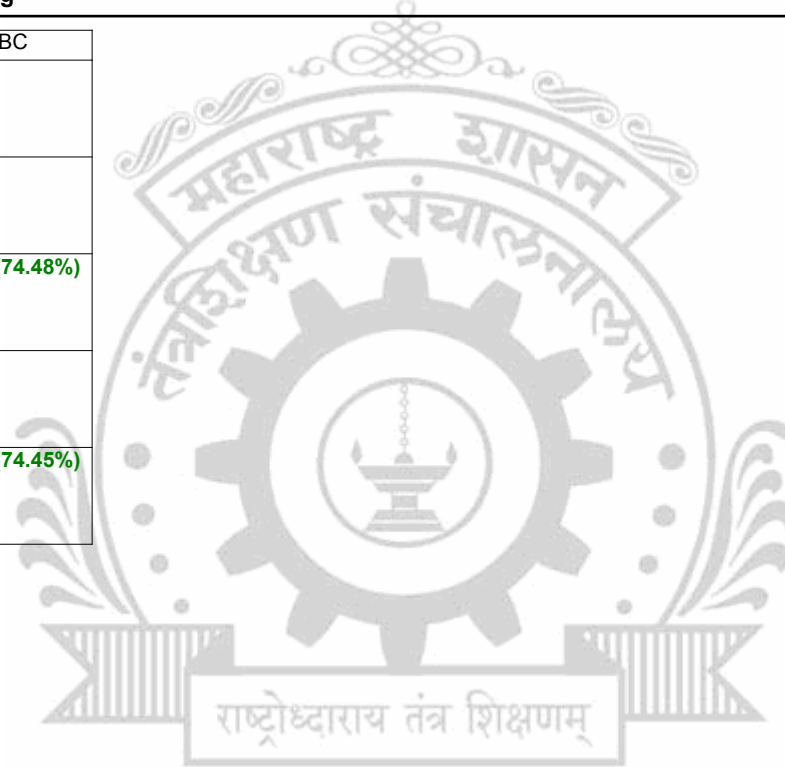 g
BC
74.48%)
74.45%)
महाराष्ट्र शासन
तंत्रशिक्षण संचालनालय
राष्ट्रोध्दाराय तंत्र शिक्षणम्